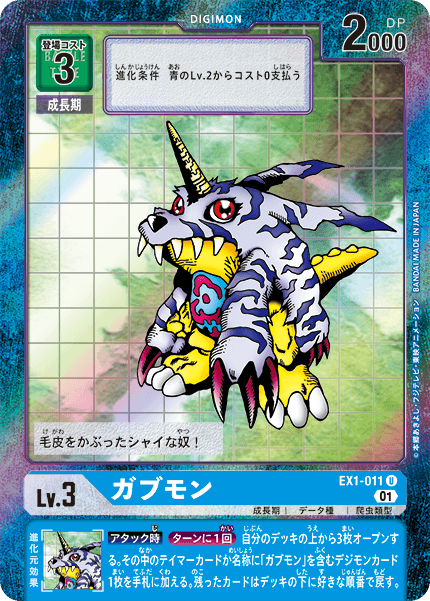 DIGIMON
登場コスト
3
成長期
進化条件 青のLv.2からコスト0支払う
DP
2000
©本郷あきよし・フジテレビ・東映アニメーション BANDAI MADE IN JAPAN
毛皮をかぶったシャイな奴!
EX1-011 U
01
Lv.3
ガブモン
成長期 | データ種 | 爬虫類型
進化元効果
アタック時 ターンに1回 自分のデッキの上から3枚オープンす
る。その中のテイマーカードか名称に「ガブモン」を含むデジモンカード
1枚を手札に加える。残ったカードはデッキの下に好きな順番で戻す。